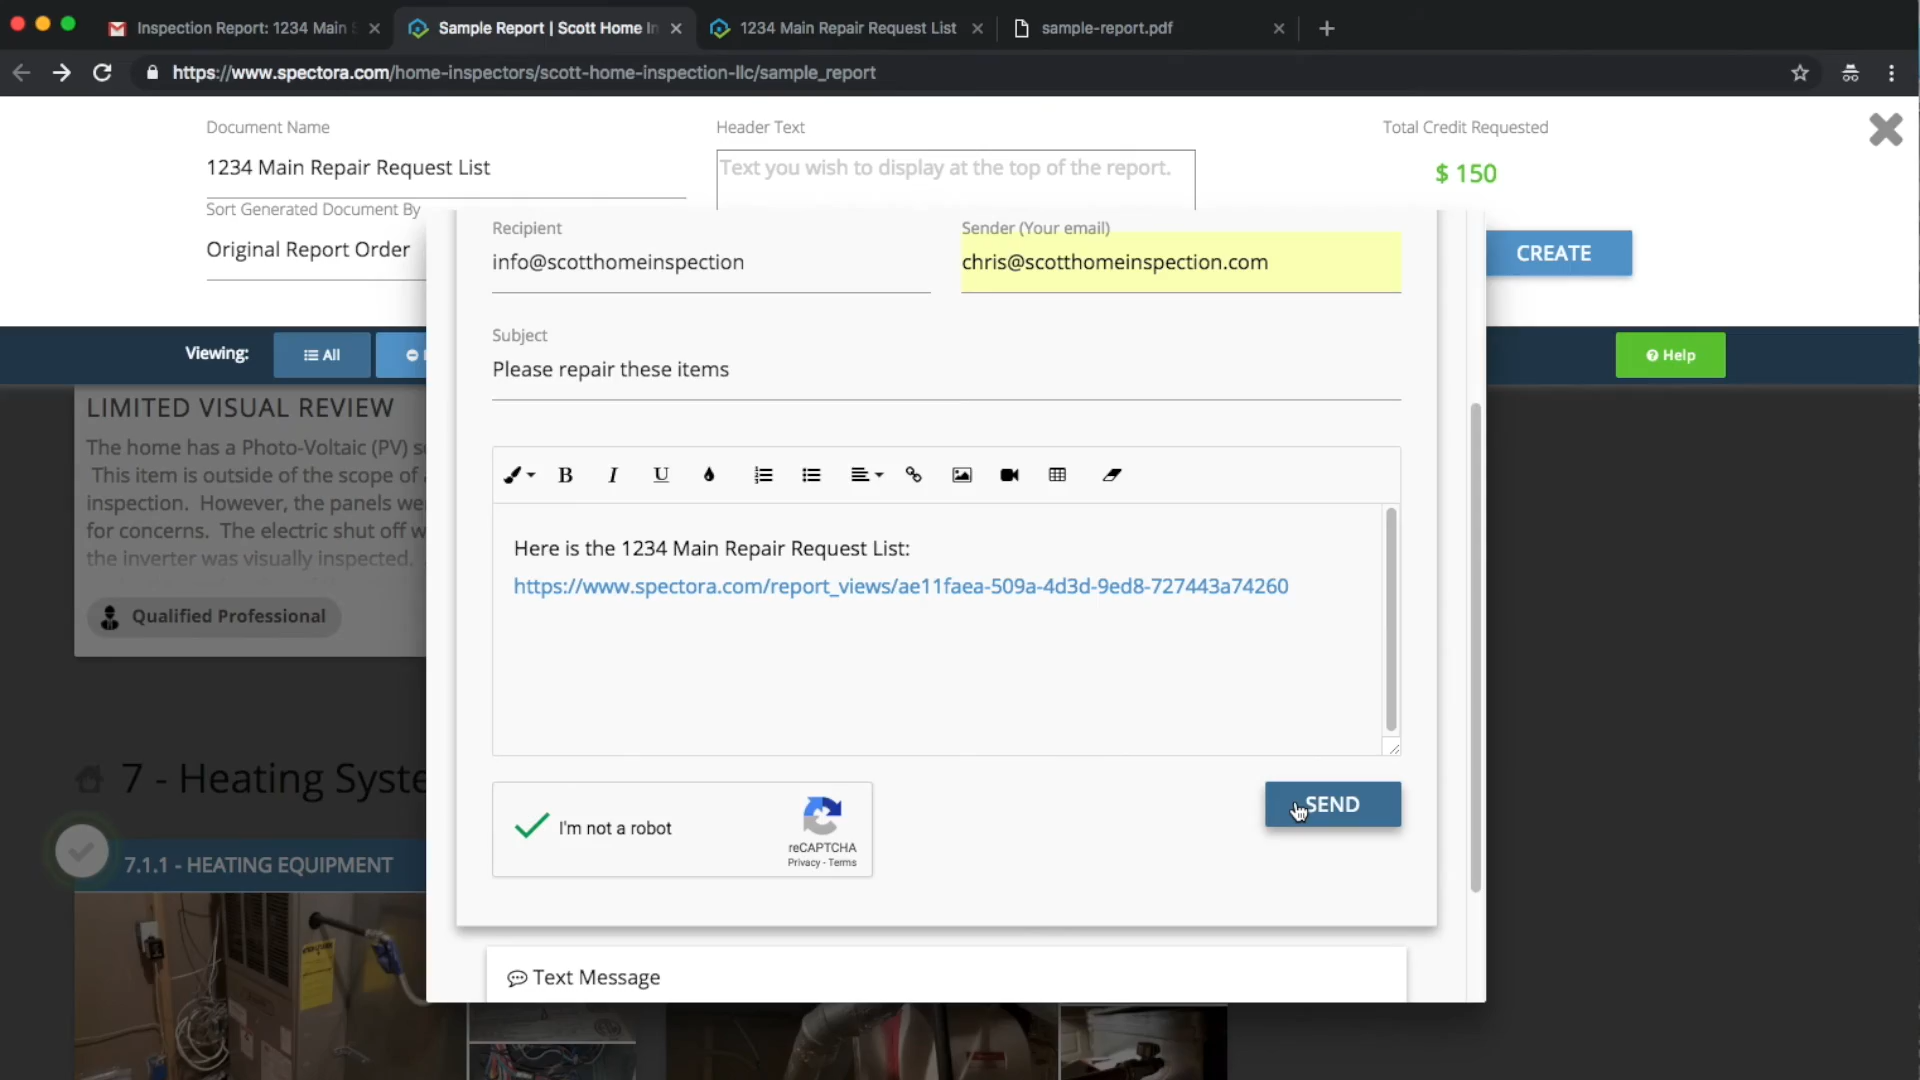 Inspection Report: 1234 Main S
Sample Report | Scott Home In
1234 Main Repair Request List
sample-report.pdf
https://www.spectora.com/home-inspectors/scott-home-inspection-llc/sample_report
Document Name
Header Text
Total Credit Requested
1234 Main Repair Request List
Text you wish to display at the top of the report.
$ 150
Sort Generated Document By
Original Report Order
CREATE
Recipient
Sender (Your email)
info@scotthomeinspection
chris@scotthomeinspection.com
Subject
Please repair these items
Viewing:
All
Help
LIMITED VISUAL REVIEW
The home has a Photo-Voltaic (PV)
This item is outside of the scope of
inspection. However, the panels
for concerns. The electric shut off
the inverter was visually inspected.
Qualified Professional
B I U
Here is the 1234 Main Repair Request List:
https://www.spectora.com/report_views/ae11faea-509a-4d3d-9ed8-727443a74260
I'm not a robot
reCAPTCHA
Privacy - Terms
SEND
7 - Heating Syste
7.1.1 - HEATING EQUIPMENT
Text Message